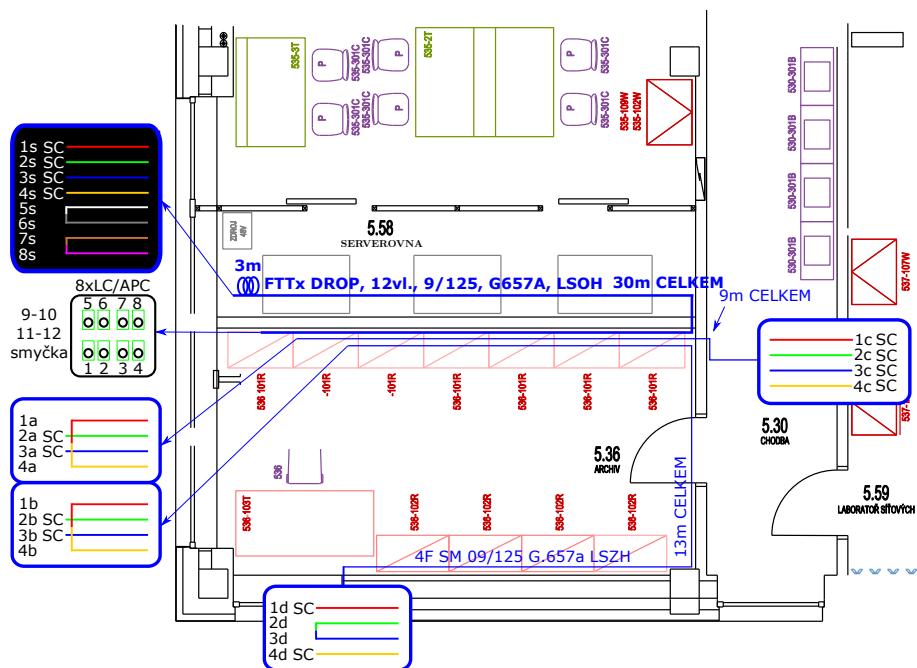 535-3T
P
535-301C
P
535-301C
535-2T
P
535-301C
P
535-301C
P
535-301C
P
535-301C
535-109W
535-102W
530-301B
530-301B
530-301B
530-301B
1s SC
2s SC
3s SC
4s SC
5s
6s
7s
8s
ZDROJ
48V
5.58
SERVEROVNA
3m
FTTx DROP, 12vl., 9/125, G657A, LSOH
30m CELKEM
9m CELKEM
537-107W
8xLC/APC
5 6 7 8
9-10
11-12
smyčka
1 2 3 4
1c SC
2c SC
3c SC
4c SC
536 101R
-101R
-101R
536-101R
536-101R
536-101R
536-101R
1a
2a SC
3a SC
4a
1b
2b SC
3b SC
4b
536
536-103T
536-102R
536-102R
536-102R
536-102R
5.36
ARCHIV
5.30
CHODBA
13m CELKEM
5.59
LABORATOŘ SÍŤOVÝCH
4F SM 09/125 G.657a LSZH
1d SC
2d
3d
4d SC